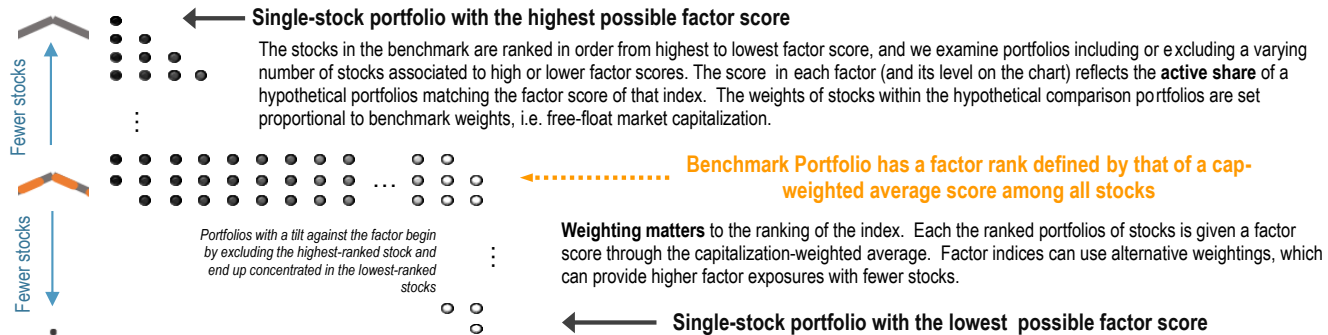 Single-stock portfolio with the highest possible factor score
The stocks in the benchmark are ranked in order from highest to lowest factor score, and we examine portfolios including or excluding a varying
number of stocks associated to high or lower factor scores. The score in each factor (and its level on the chart) reflects the active share of a
hypothetical portfolios matching the factor score of that index. The weights of stocks within the hypothetical comparison portfolios are set
proportional to benchmark weights, i.e. free-float market capitalization.
Fewer stocks
Benchmark Portfolio has a factor rank defined by that of a cap-
weighted average score among all stocks
Fewer stocks
Portfolios with a tilt against the factor begin
by excluding the highest-ranked stock and
end up concentrated in the lowest-ranked
stocks
Weighting matters to the ranking of the index. Each the ranked portfolios of stocks is given a factor
score through the capitalization-weighted average. Factor indices can use alternative weightings, which
can provide higher factor exposures with fewer stocks.
Single-stock portfolio with the lowest possible factor score